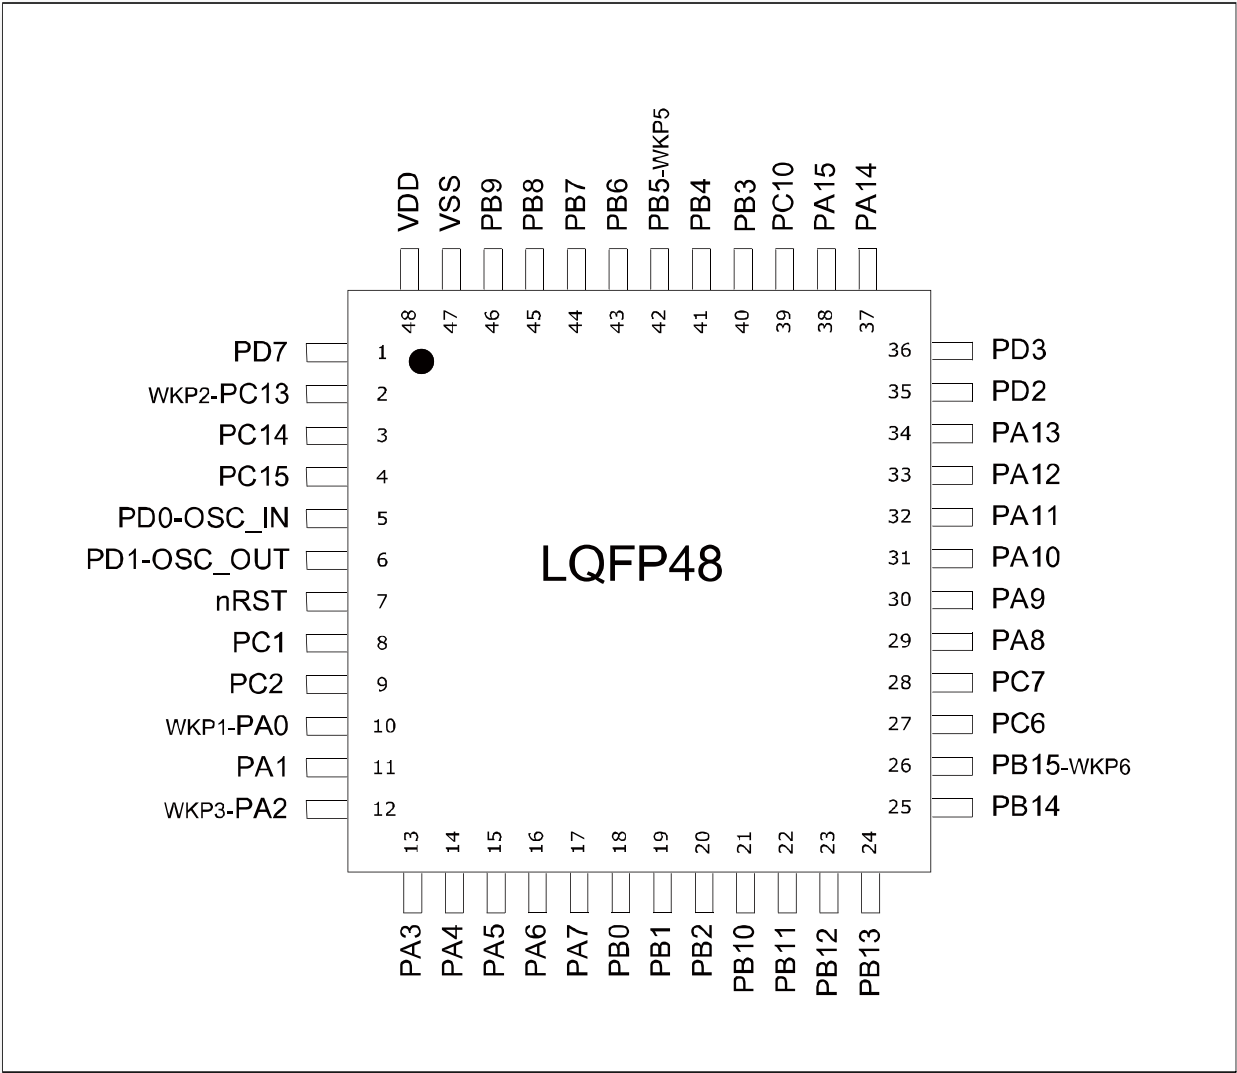 VDD
VSS
PB9
PB8
PB7
PB6
PB5-WKP5
PB4
PB3
PC10
PA15
PA14
48
47
46
45
44
43
42
41
40
39
38
37
PD7 1
WKP2-PC13 2
PC14 3
PC15 4
PD0-OSC_IN 5
PD1-OSC_OUT 6
nRST 7
PC1 8
PC2 9
WKP1-PA0 10
PA1 11
WKP3-PA2 12
LQFP48
36 PD3
35 PD2
34 PA13
33 PA12
32 PA11
31 PA10
30 PA9
29 PA8
28 PC7
27 PC6
26 PB15-WKP6
25 PB14
13
14
15
16
17
18
19
20
21
22
23
24
PA3
PA4
PA5
PA6
PA7
PB0
PB1
PB2
PB10
PB11
PB12
PB13